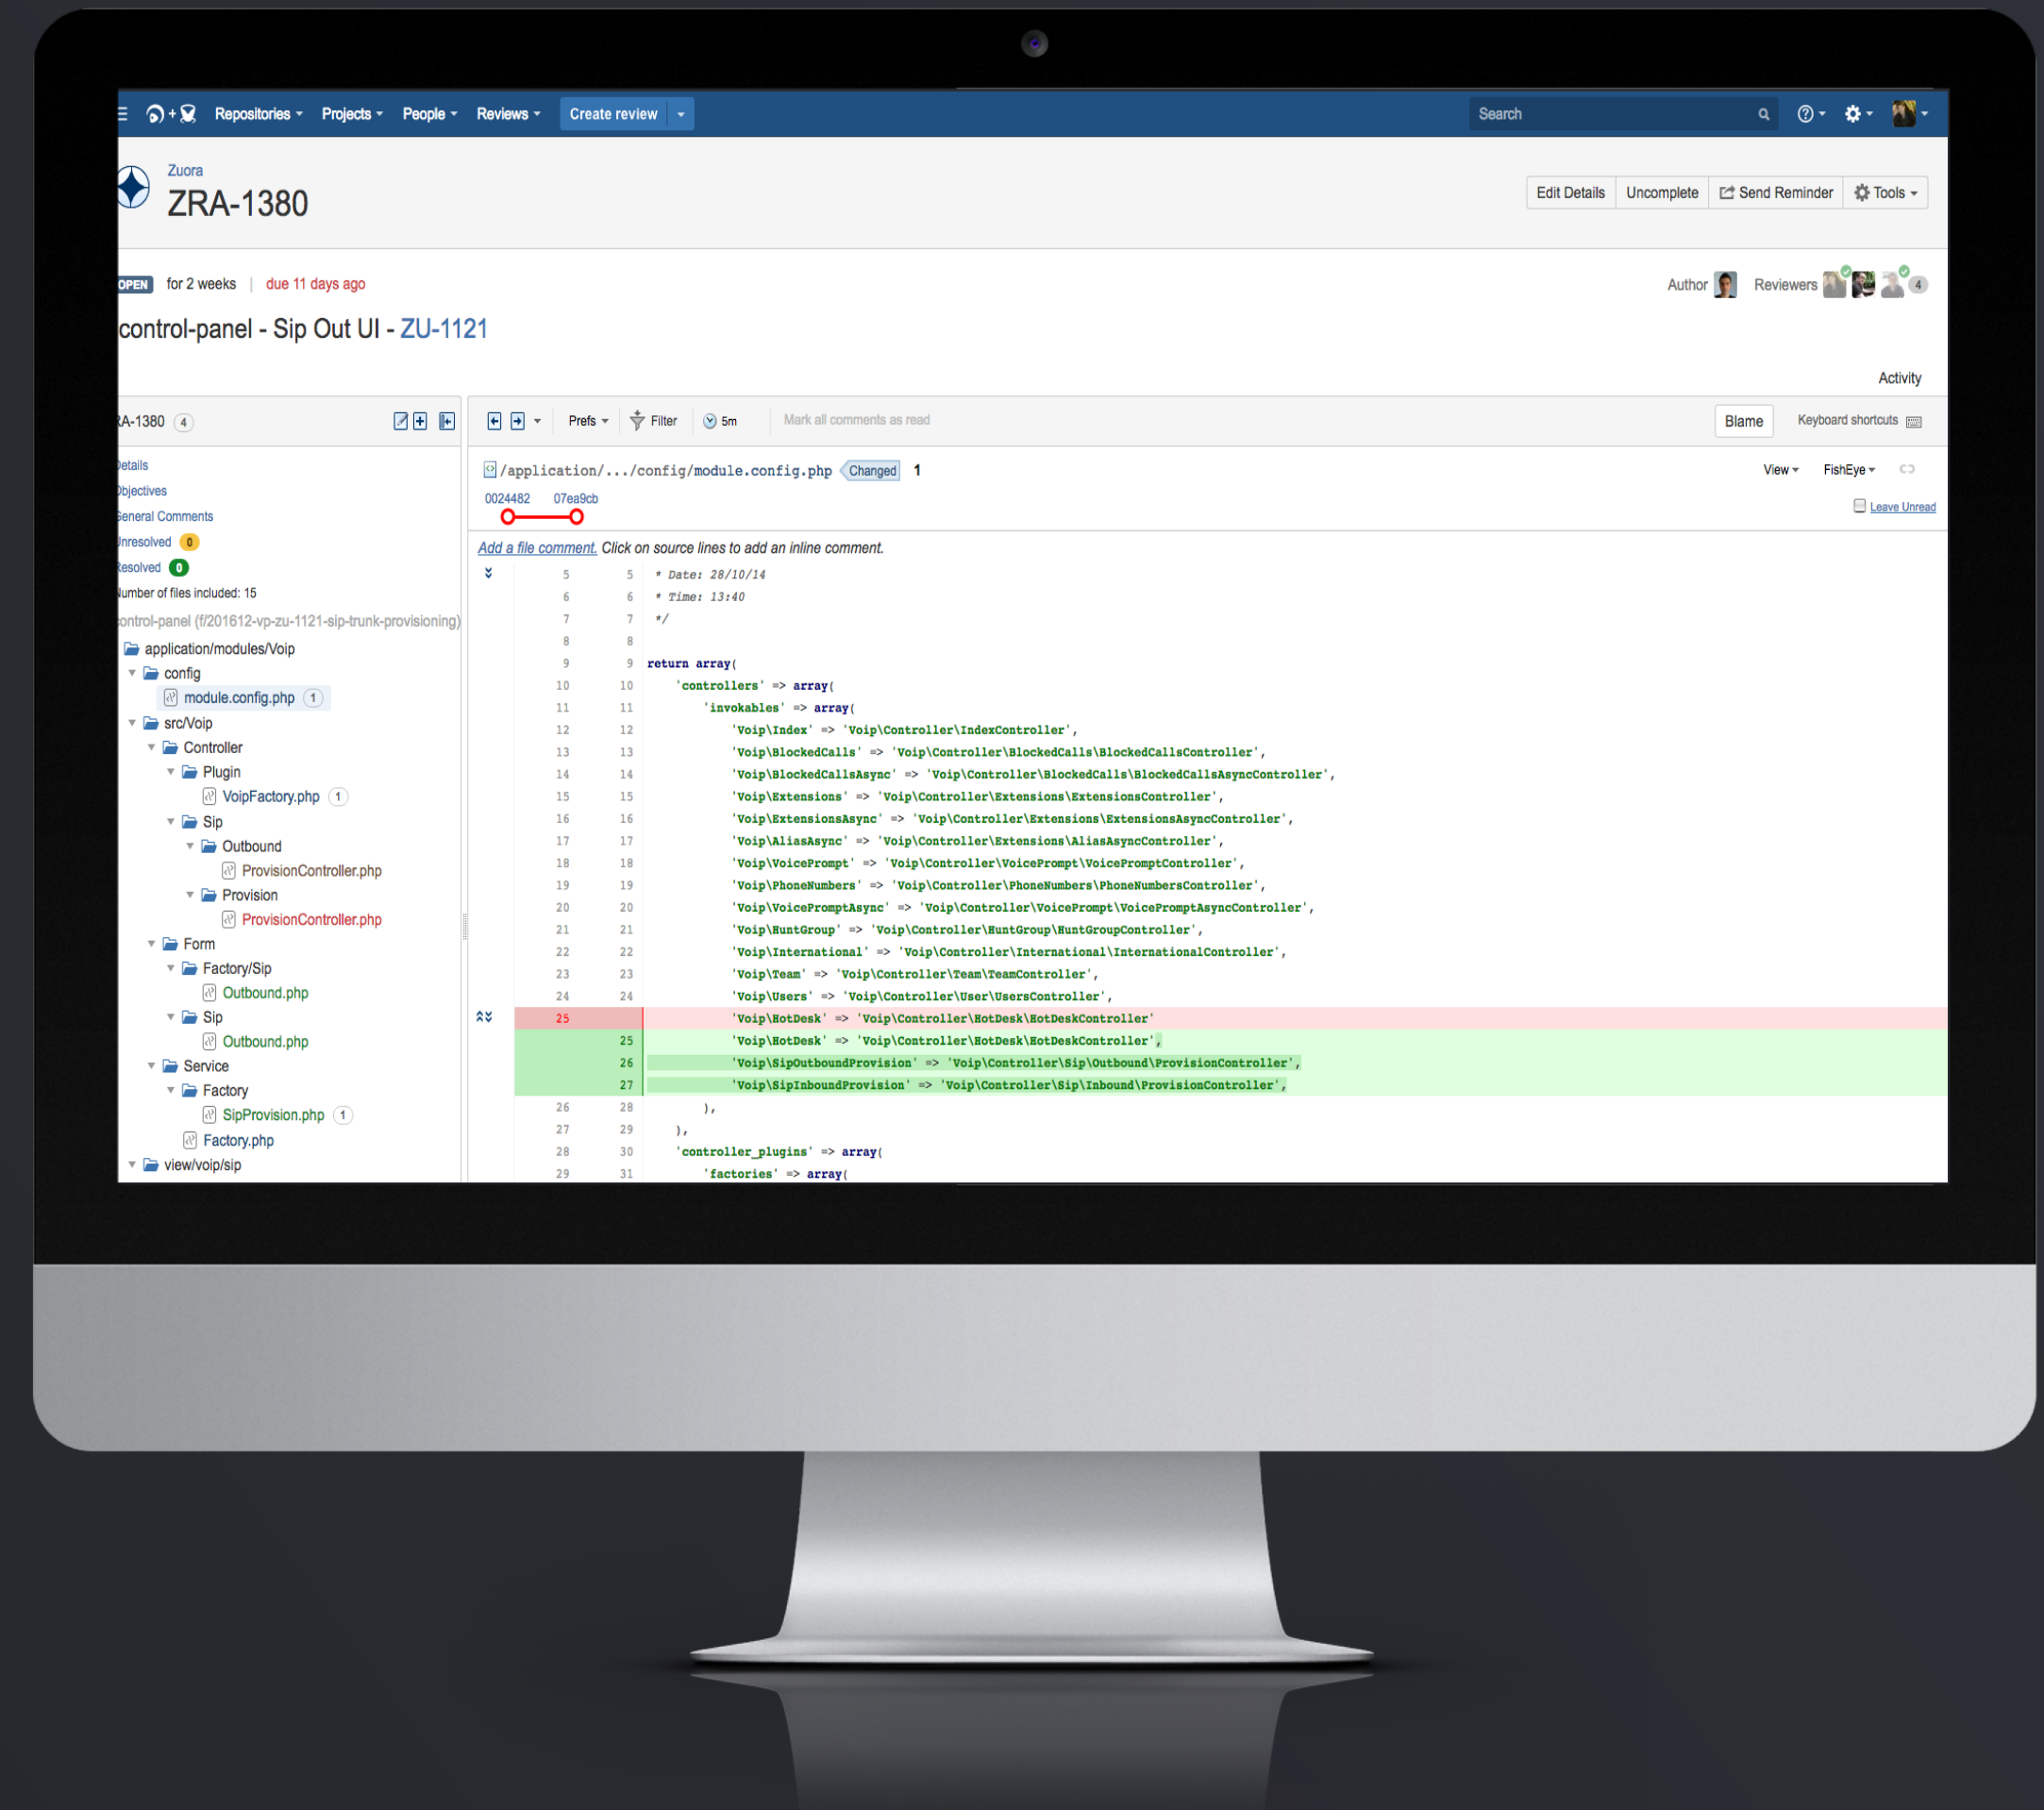 Repositories Projects People Reviews Create review Search
Zuora
ZRA-1380
Edit Details Uncomplete Send Reminder Tools
OPEN for 2 weeks due 11 days ago
Author Reviewers 4
control-panel - Sip Out UI - ZU-1121
Activity
RA-1380 4
Prefs Filter 5m Mark all comments as read Blame Keyboard shortcuts
Details
Objectives
General Comments
Unresolved 0
Resolved 0
Number of files included: 15
control-panel (f/201612-vp-zu-1121-sip-trunk-provisioning)
application/modules/Voip
config
module.config.php 1
src/Voip
Controller
Plugin
VoipFactory.php 1
Sip
Outbound
ProvisionController.php
Provision
ProvisionController.php
Form
Factory/Sip
Outbound.php
Sip
Outbound.php
Service
Factory
SipProvision.php 1
Factory.php
view/voip/sip
/application/.../config/module.config.php Changed 1
View FishEye
0024482 07ea9cb
Leave Unread
Add a file comment. Click on source lines to add an inline comment.
5 5 * Date: 28/10/14
6 6 * Time: 13:40
7 7 */
8 8
9 9 return array(
10 10 'controllers' => array(
11 11 'invokables' => array(
12 12 'Voip\Index' => 'Voip\Controller\IndexController',
13 13 'Voip\BlockedCalls' => 'Voip\Controller\BlockedCalls\BlockedCallsController',
14 14 'Voip\BlockedCallsAsync' => 'Voip\Controller\BlockedCalls\BlockedCallsAsyncController',
15 15 'Voip\Extensions' => 'Voip\Controller\Extensions\ExtensionsController',
16 16 'Voip\ExtensionsAsync' => 'Voip\Controller\Extensions\ExtensionsAsyncController',
17 17 'Voip\AliasAsync' => 'Voip\Controller\Extensions\AliasAsyncController',
18 18 'Voip\VoicePrompt' => 'Voip\Controller\VoicePrompt\VoicePromptController',
19 19 'Voip\PhoneNumbers' => 'Voip\Controller\PhoneNumbers\PhoneNumbersController',
20 20 'Voip\VoicePromptAsync' => 'Voip\Controller\VoicePrompt\VoicePromptAsyncController',
21 21 'Voip\HuntGroup' => 'Voip\Controller\HuntGroup\HuntGroupController',
22 22 'Voip\International' => 'Voip\Controller\International\InternationalController',
23 23 'Voip\Team' => 'Voip\Controller\Team\TeamController',
24 24 'Voip\Users' => 'Voip\Controller\User\UsersController',
25 'Voip\HotDesk' => 'Voip\Controller\HotDesk\HotDeskController'
25 'Voip\HotDesk' => 'Voip\Controller\HotDesk\HotDeskController',
26 'Voip\SipOutboundProvision' => 'Voip\Controller\Sip\Outbound\ProvisionController',
27 'Voip\SipInboundProvision' => 'Voip\Controller\Sip\Inbound\ProvisionController',
26 28 ),
27 29 ),
28 30 'controller_plugins' => array(
29 31 'factories' => array(